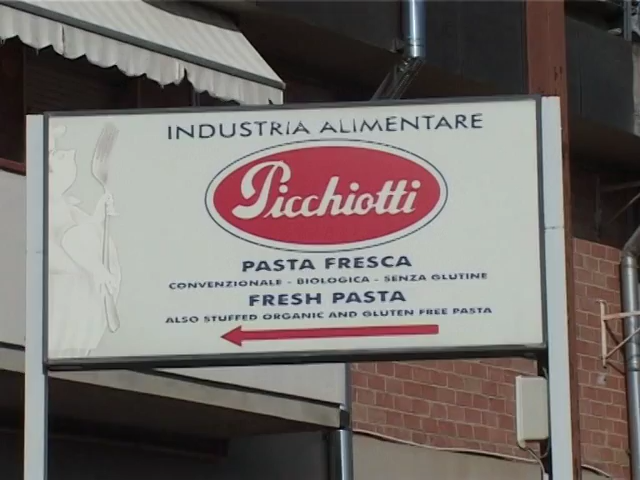 INDUSTRIA ALIMENTARE
Picchiotti
PASTA FRESCA
CONVENZIONALE - BIOLOGICA - SENZA GLUTINE
FRESH PASTA
ALSO STUFFED ORGANIC AND GLUTEN FREE PASTA